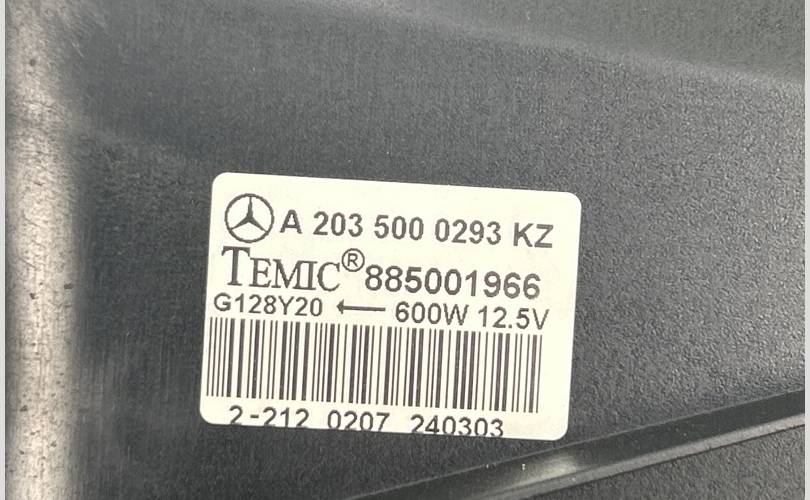 A 203 500 0293 KZ
TEMIC® 885001966
G128Y20 ← 600W 12.5V
2-212 0207 240303